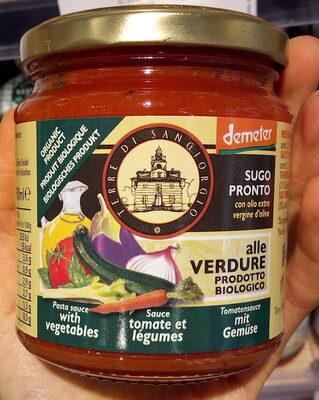 ORGANIC
PRODUCT
PRODUIT BIOLOGIQUE
BIOLOGISCHES PRODUKT
TERRE DI SANGIORGIO
demeter
SUGO
PRONTO
con olio extra
vergine d'oliva
alle
VERDURE
PRODOTTO
BIOLOGICO
Pasta sauce
with
vegetables
Sauce
tomate et
légumes
Tomatensauce
mit
Gemüse